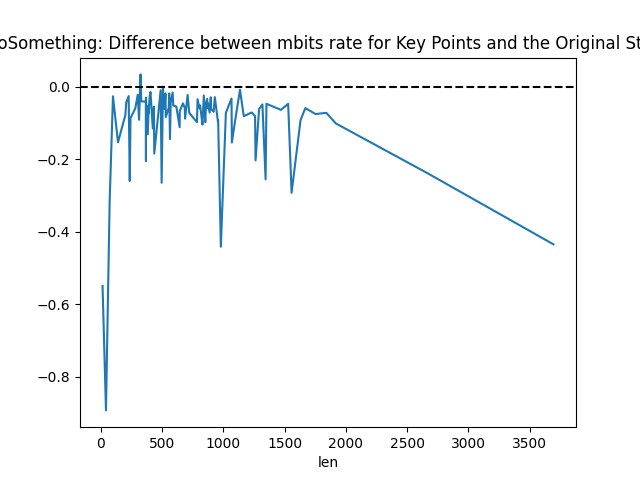 oSomething: Difference between mbits rate for Key Points and the Original St
0.0
−0.2
−0.4
−0.6
−0.8
0 500 1000 1500 2000 2500 3000 3500
len